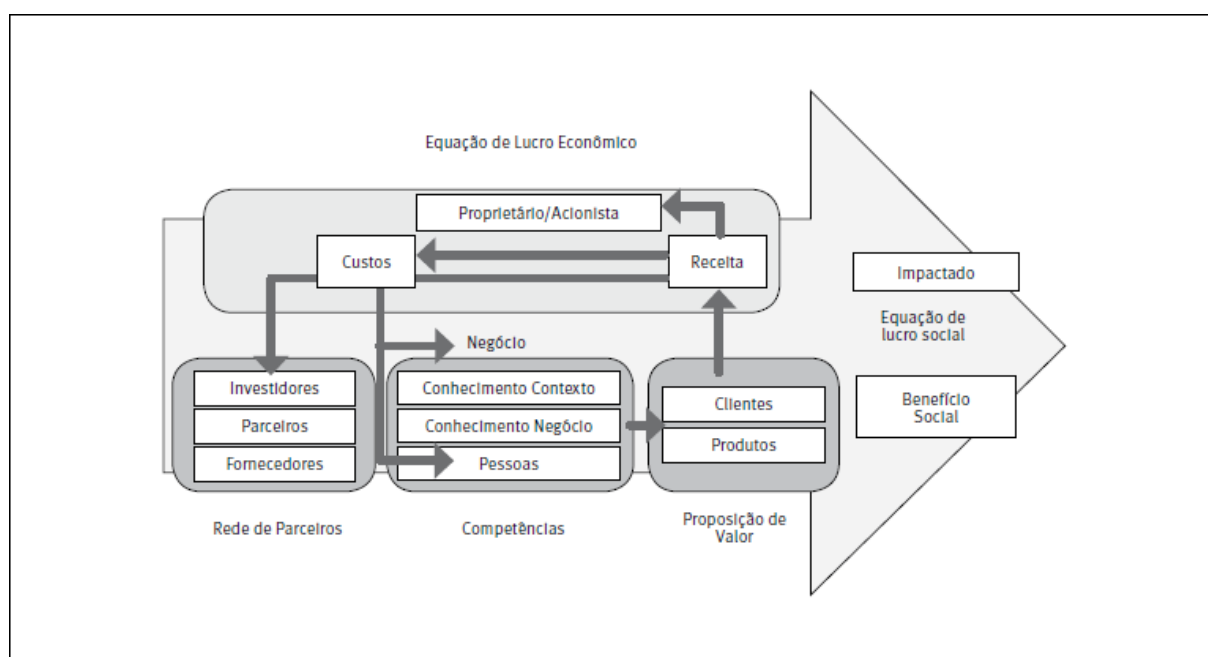 Equação de Lucro Econômico
Proprietário/Acionista
Custos
Receita
Impactado
Equação de
lucro social
Negócio
Investidores
Conhecimento Contexto
Clientes
Benefício
Social
Parceiros
Conhecimento Negócio
Produtos
Fornecedores
Pessoas
Rede de Parceiros
Competências
Proposição de
Valor